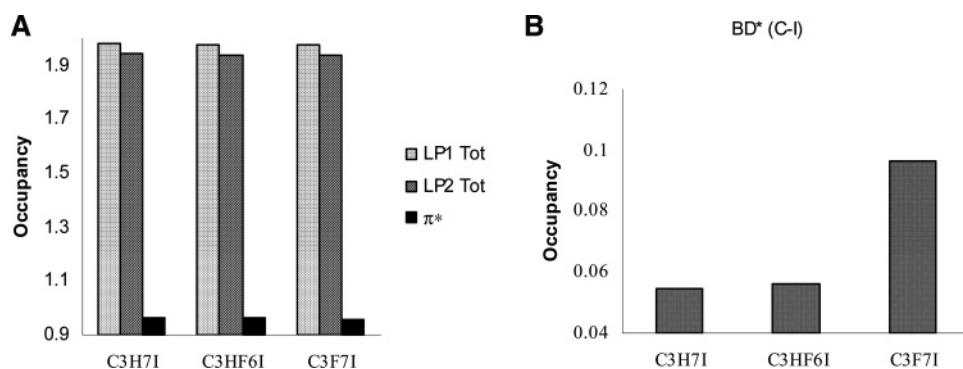 A
Occupancy
1.9
1.7
1.5
1.3
1.1
0.9
C3H7I
C3HF6I
C3F7I
LP1 Tot
LP2 Tot
π*
B
BD* (C-I)
Occupancy
0.12
0.1
0.08
0.06
0.04
C3H7I
C3HF6I
C3F7I